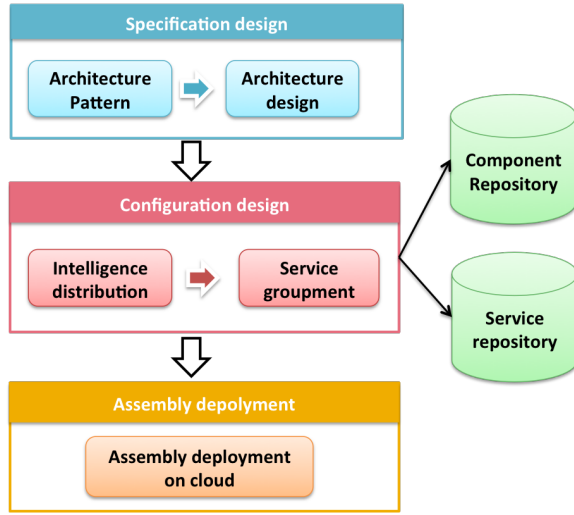 Specification design
Architecture
Pattern
Architecture
design
Component
Repository
Configuration design
Intelligence
distribution
Service
groupment
Service
repository
Assembly depolyment
Assembly deployment
on cloud